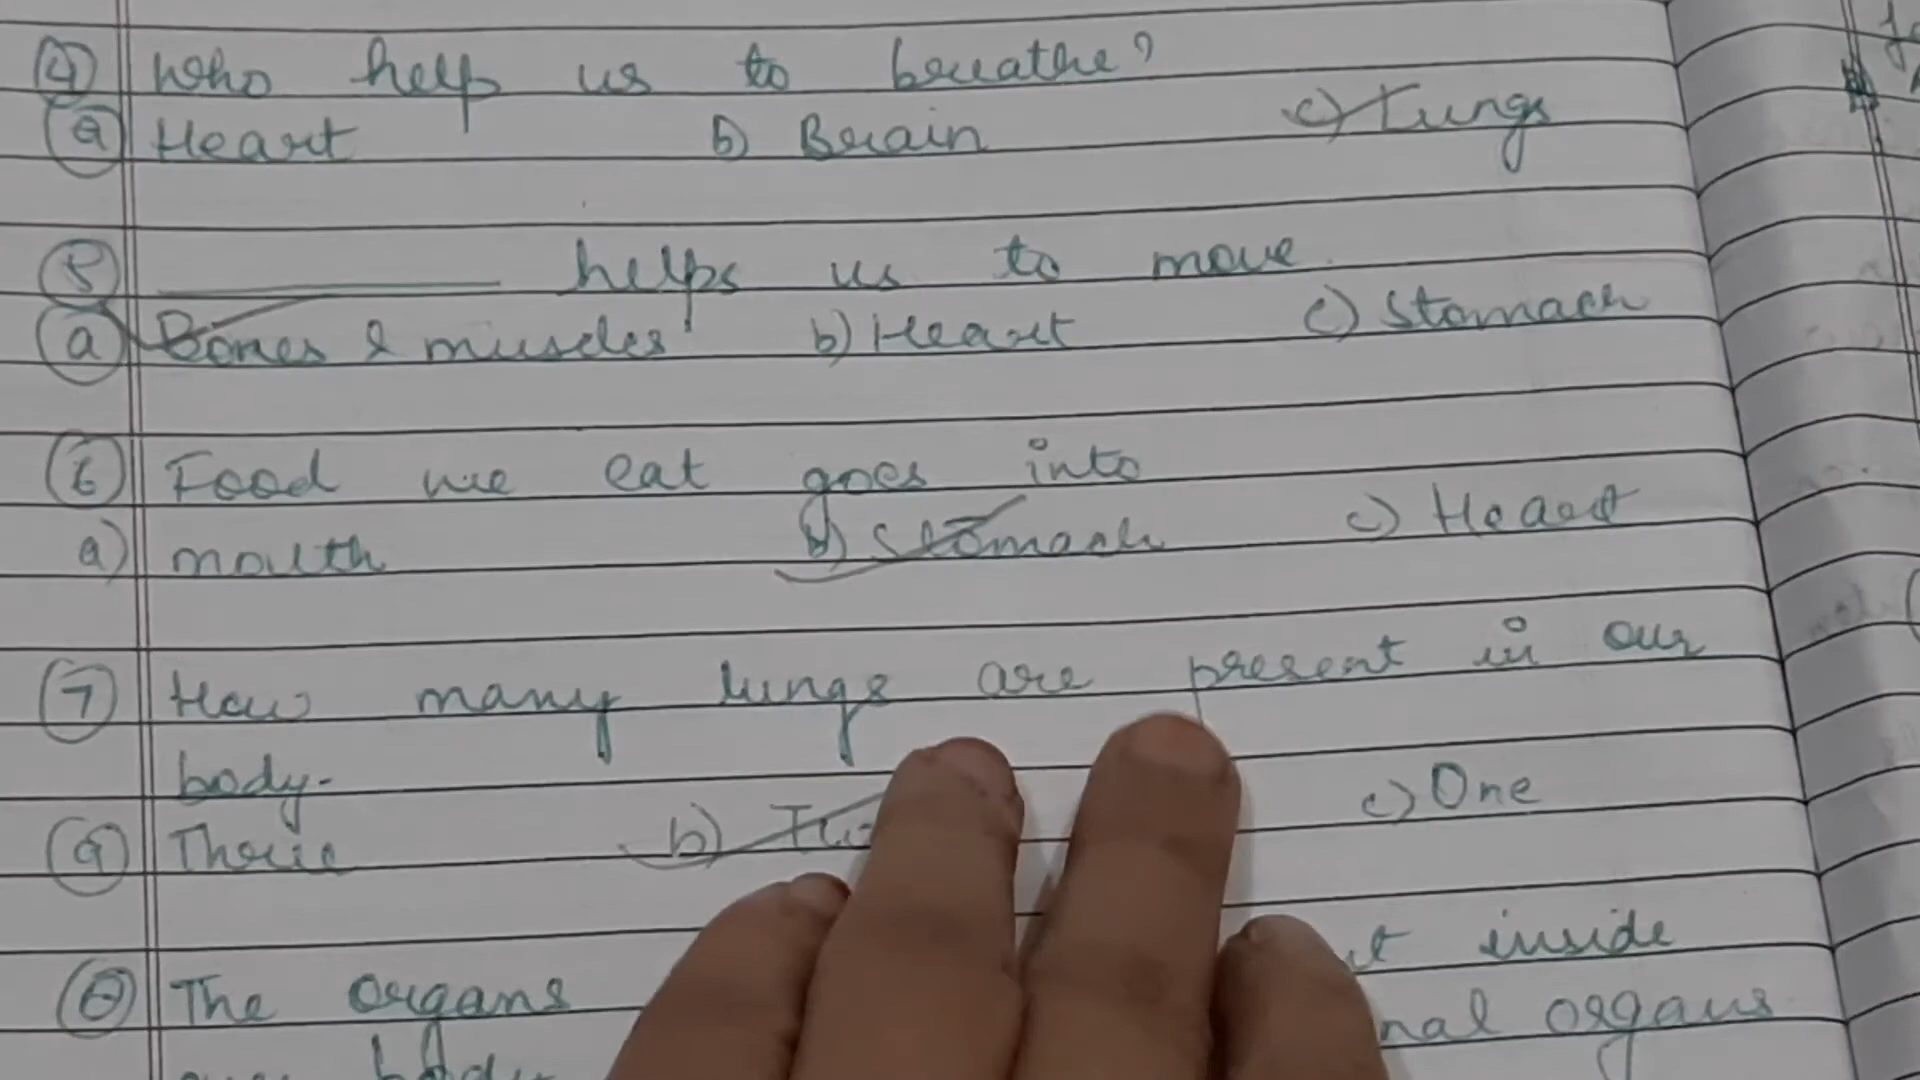 4 Who help us to breathe?
a Heart b) Brain c) Lungs
5 ________ helps us to move
a Bones & muscles b) Heart c) Stomach
6 Food we eat goes into
a) mouth b) Stomach c) Heart
7 How many lungs are present in our
body.
a Three b) c) One
8 The organs inside
organs